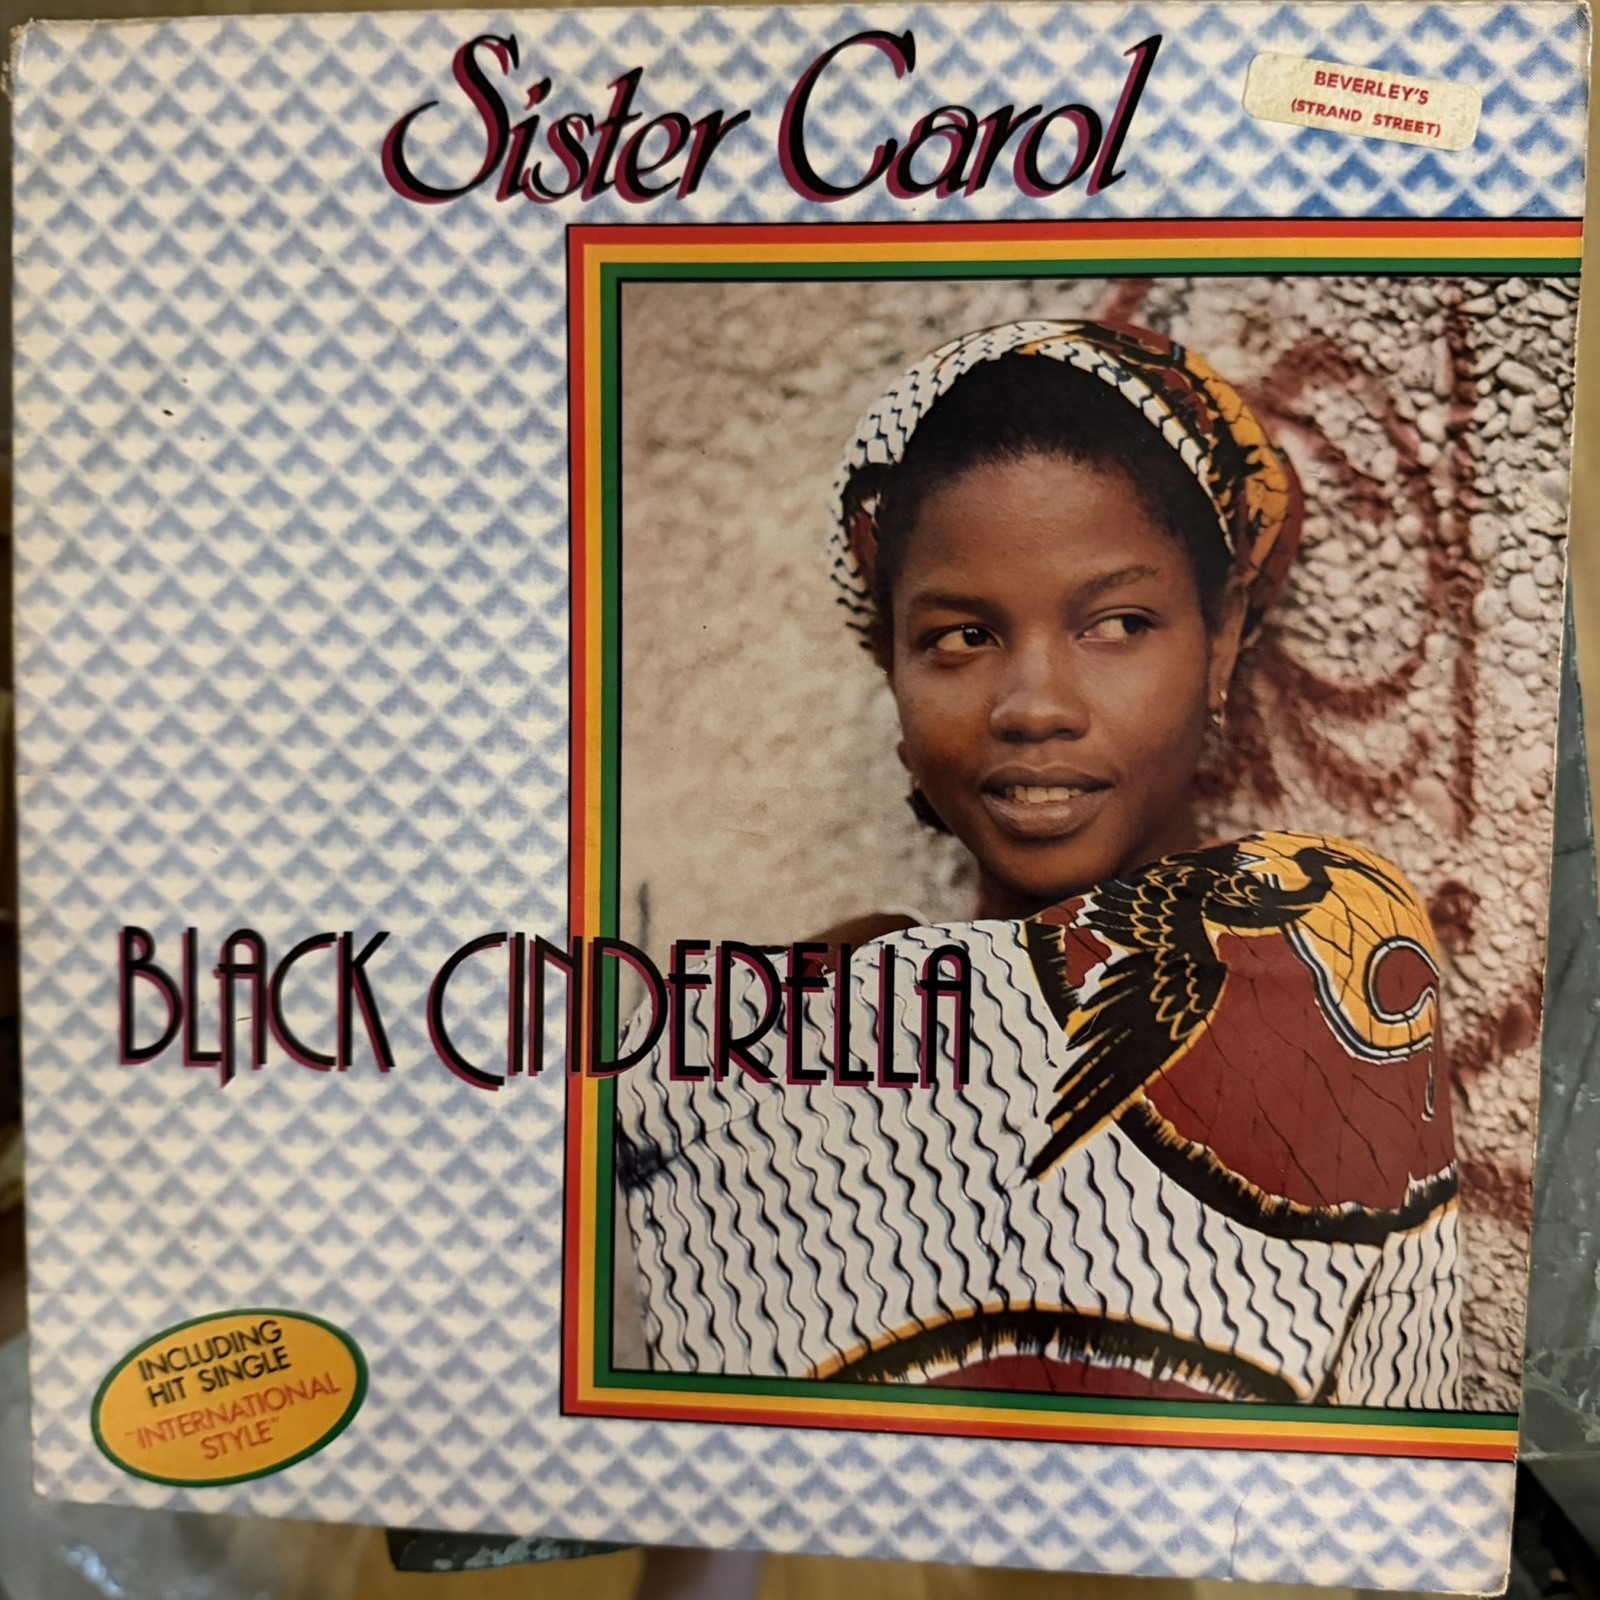 Sister Carol
BEVERLEY'S
(STRAND STREET)
BLACK CINDERELLA
INCLUDING
HIT SINGLE
"INTERNATIONAL
STYLE"